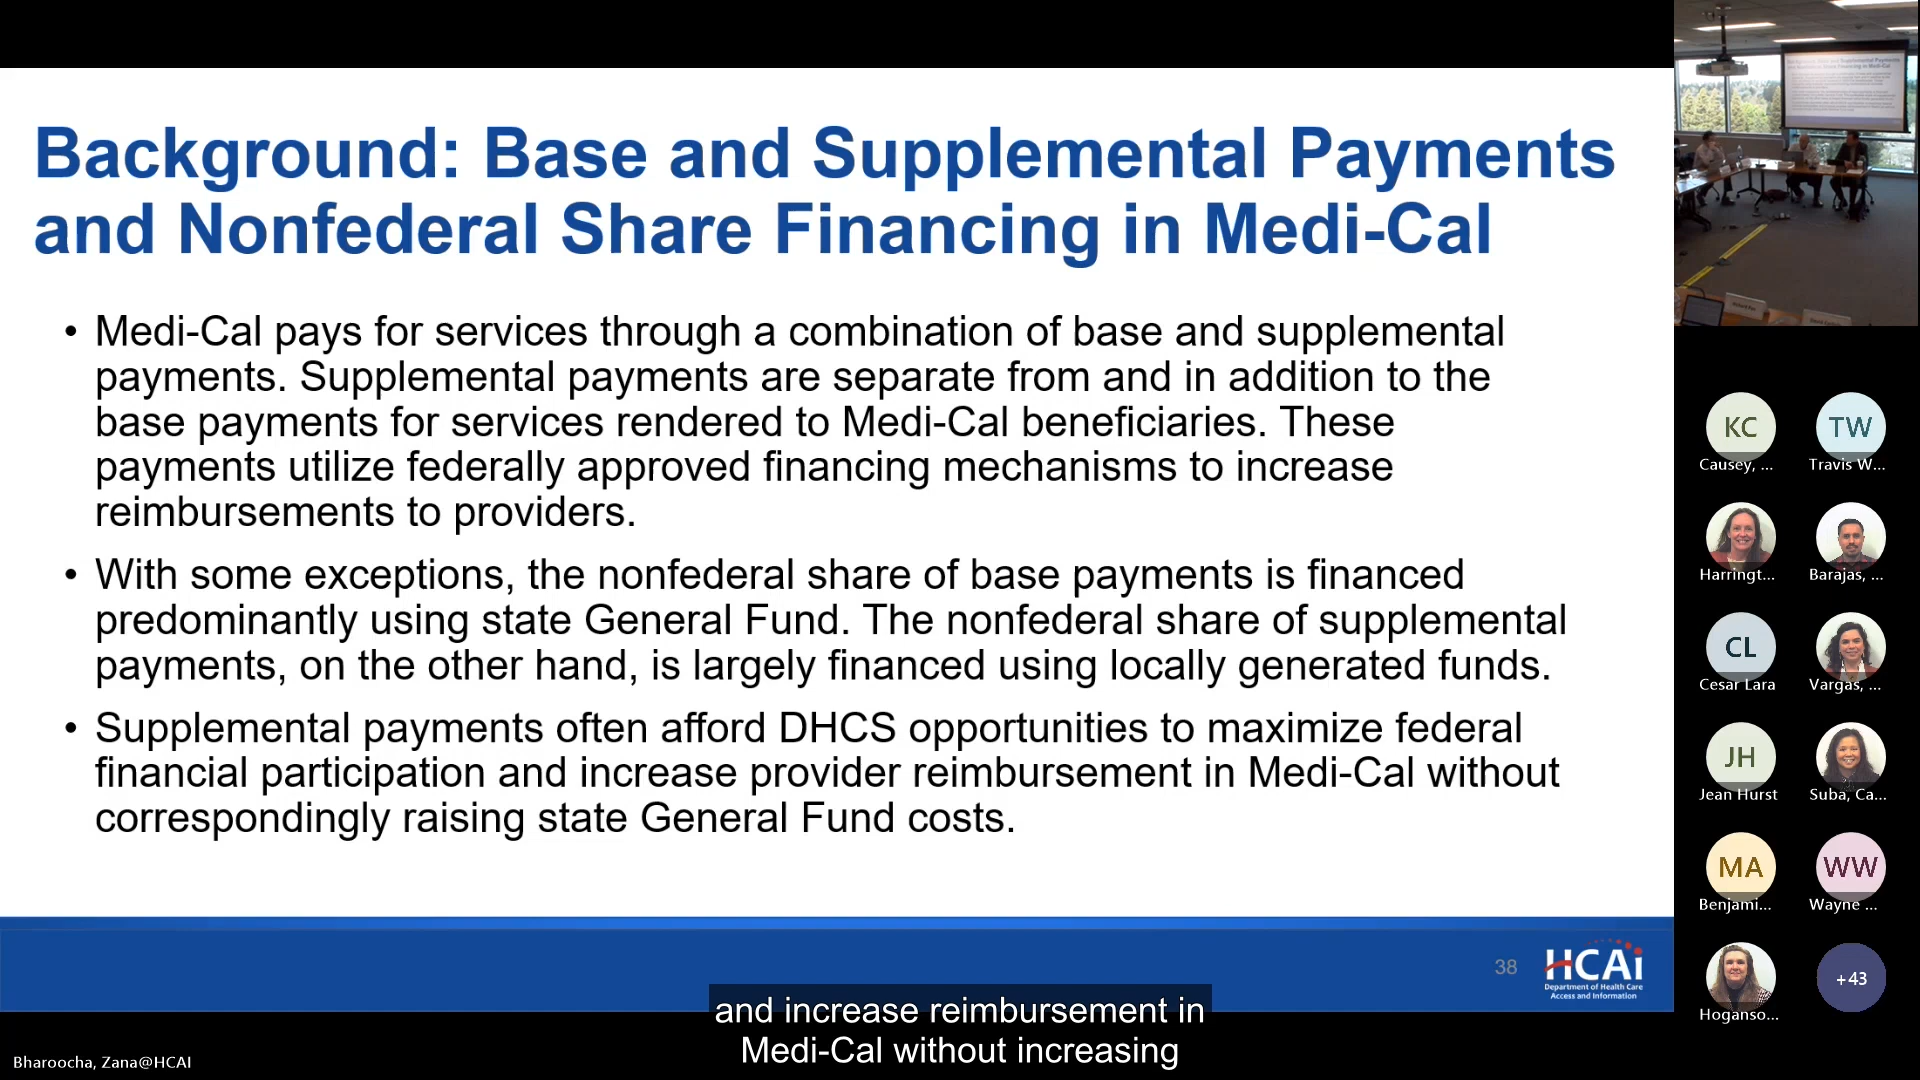 Background: Base and Supplemental Payments
and Nonfederal Share Financing in Medi-Cal
• Medi-Cal pays for services through a combination of base and supplemental
payments. Supplemental payments are separate from and in addition to the
base payments for services rendered to Medi-Cal beneficiaries. These
payments utilize federally approved financing mechanisms to increase
reimbursements to providers.
• With some exceptions, the nonfederal share of base payments is financed
predominantly using state General Fund. The nonfederal share of supplemental
payments, on the other hand, is largely financed using locally generated funds.
• Supplemental payments often afford DHCS opportunities to maximize federal
financial participation and increase provider reimbursement in Medi-Cal without
correspondingly raising state General Fund costs.
38
HCAi
Department of Health Care
Access and Information
and increase reimbursement in
Medi-Cal without increasing
Bharoocha, Zana@HCAI
KC
Causey, ...
TW
Travis W...
Harringt...
Barajas, ...
CL
Cesar Lara
Vargas, ...
JH
Jean Hurst
Suba, Ca...
MA
Benjami...
WW
Wayne ...
Hoganso...
+43